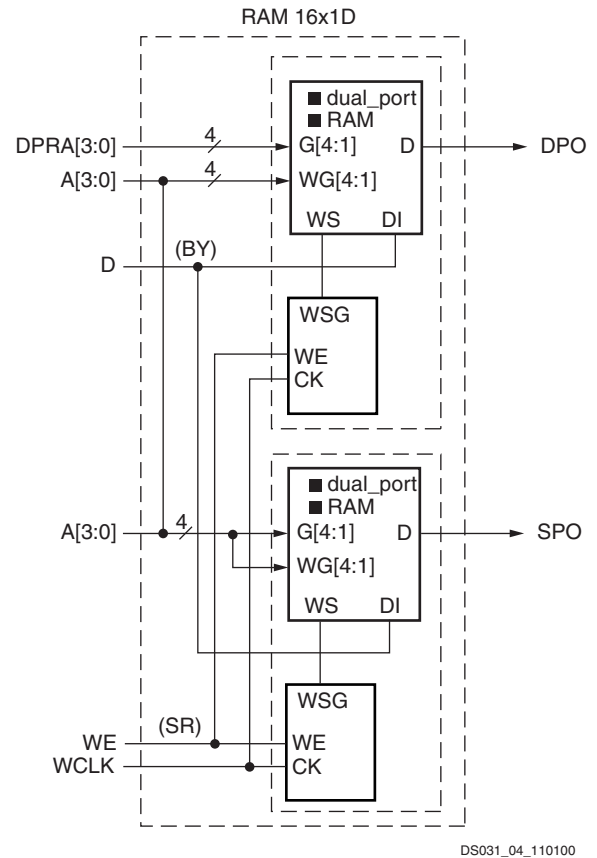 RAM 16x1D
dual_port
RAM
DPRA[3:0] 4 G[4:1] D DPO
A[3:0] 4 WG[4:1]
WS DI
D (BY)
WSG
WE
CK
dual_port
RAM
A[3:0] 4 G[4:1] D SPO
WG[4:1]
WS DI
WSG
WE (SR) WE
WCLK CK
DS031_04_110100